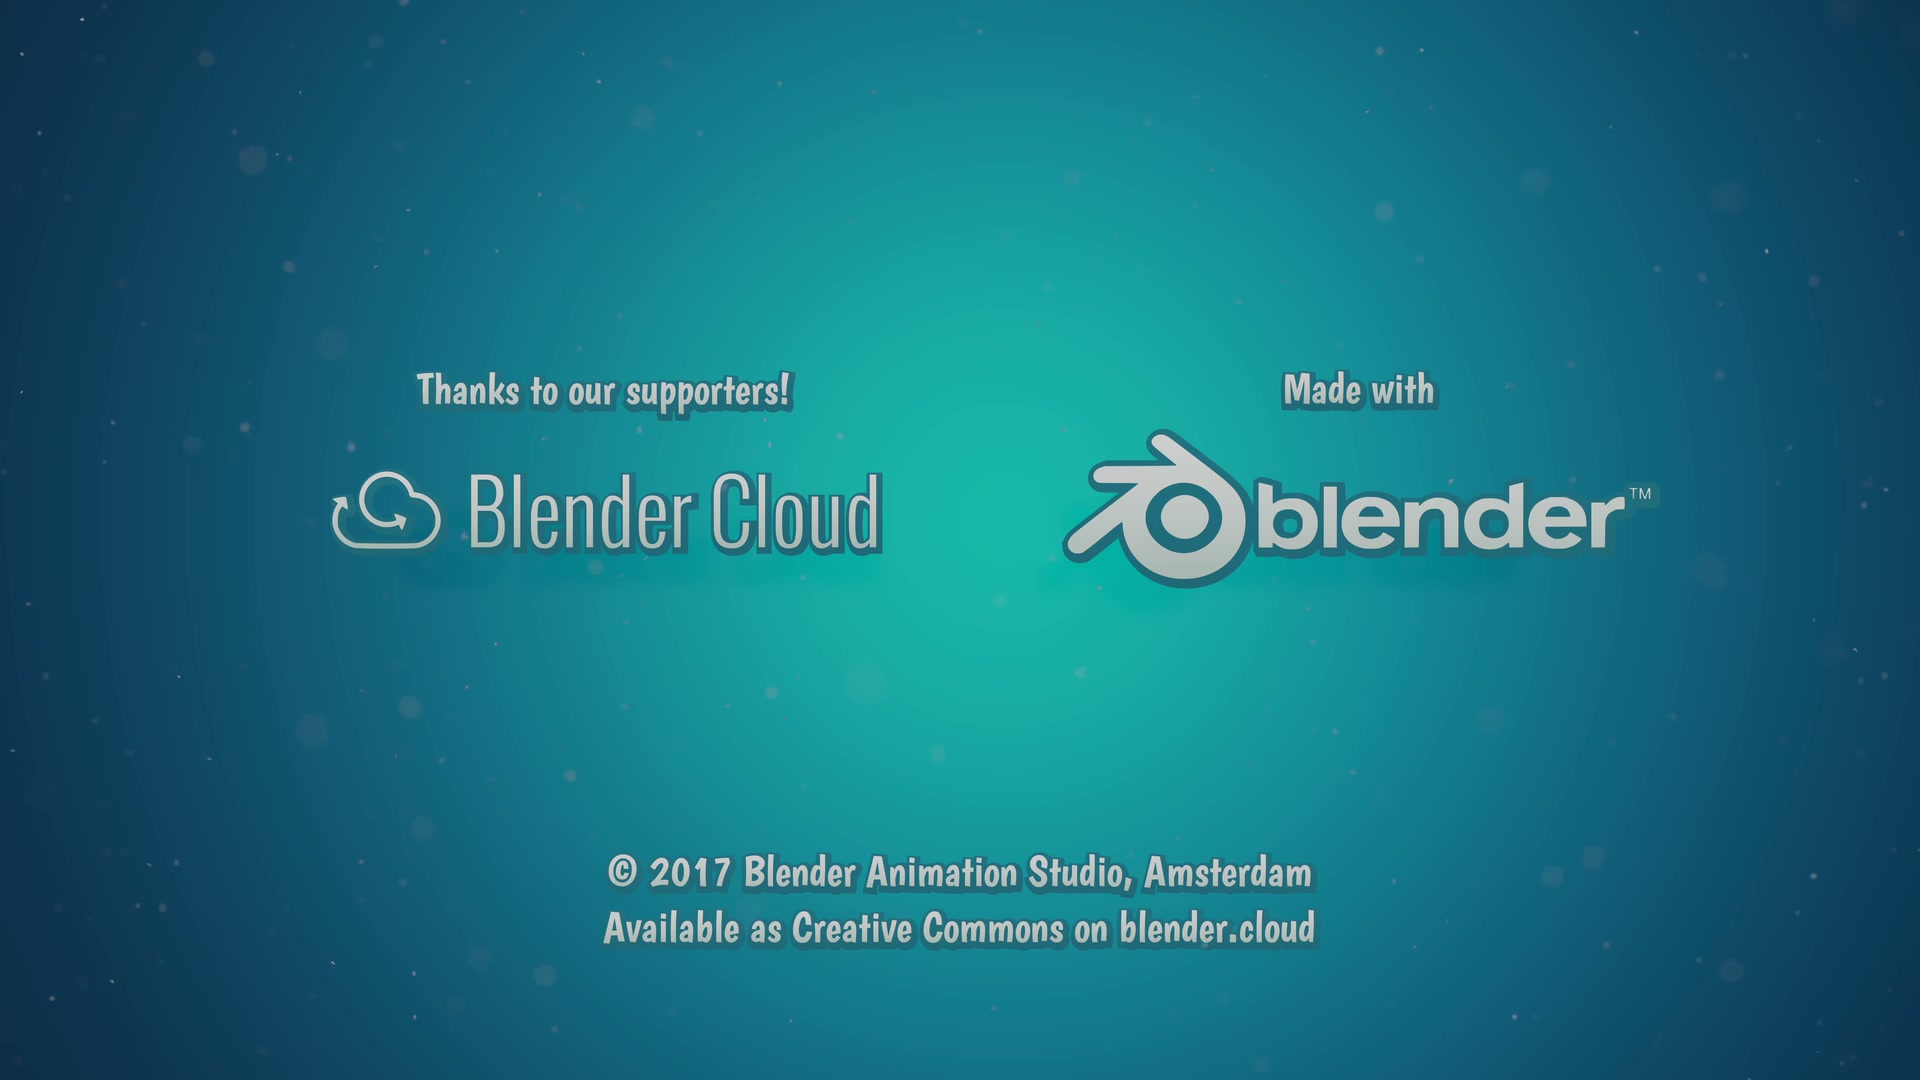 Thanks to our supporters!
Blender Cloud
Made with
blender™
© 2017 Blender Animation Studio, Amsterdam
Available as Creative Commons on blender.cloud